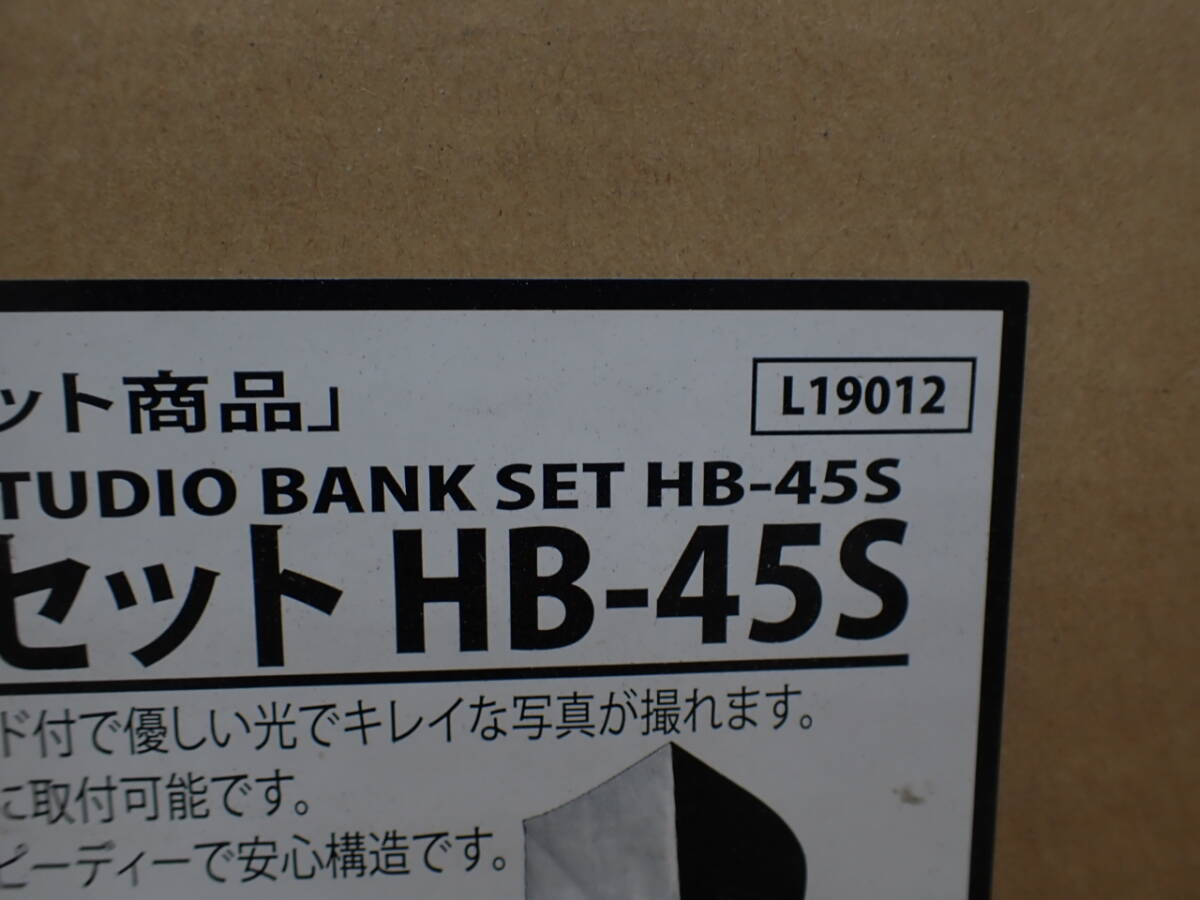 ット商品」
L19012
TUDIO BANK SET HB-45S
セット HB-45S
ド付で優しい光でキレイな写真が撮れます。
に取付可能です。
ピーディーで安心構造です。